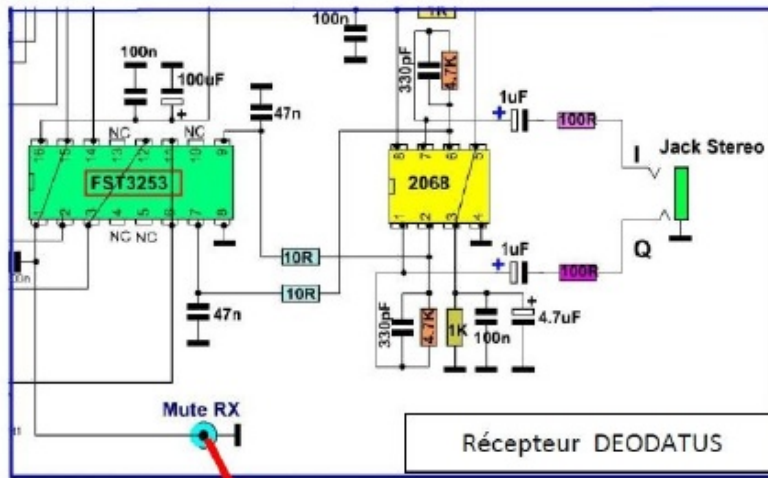 100n
1K
100n
100uF
+
47n
330pF
4.7K
1uF
+
100R
NC
NC
16 15 14 13 12 11 10 9
FST3253
1 2 3 4 5 6 7 8
NC NC
8 7 6 5
2068
1 2 3 4
I
Jack Stereo
Q
10R
10R
47n
1uF
+
100R
330pF
4.7K
1K
100n
+
4.7uF
Mute RX
Récepteur DEODATUS